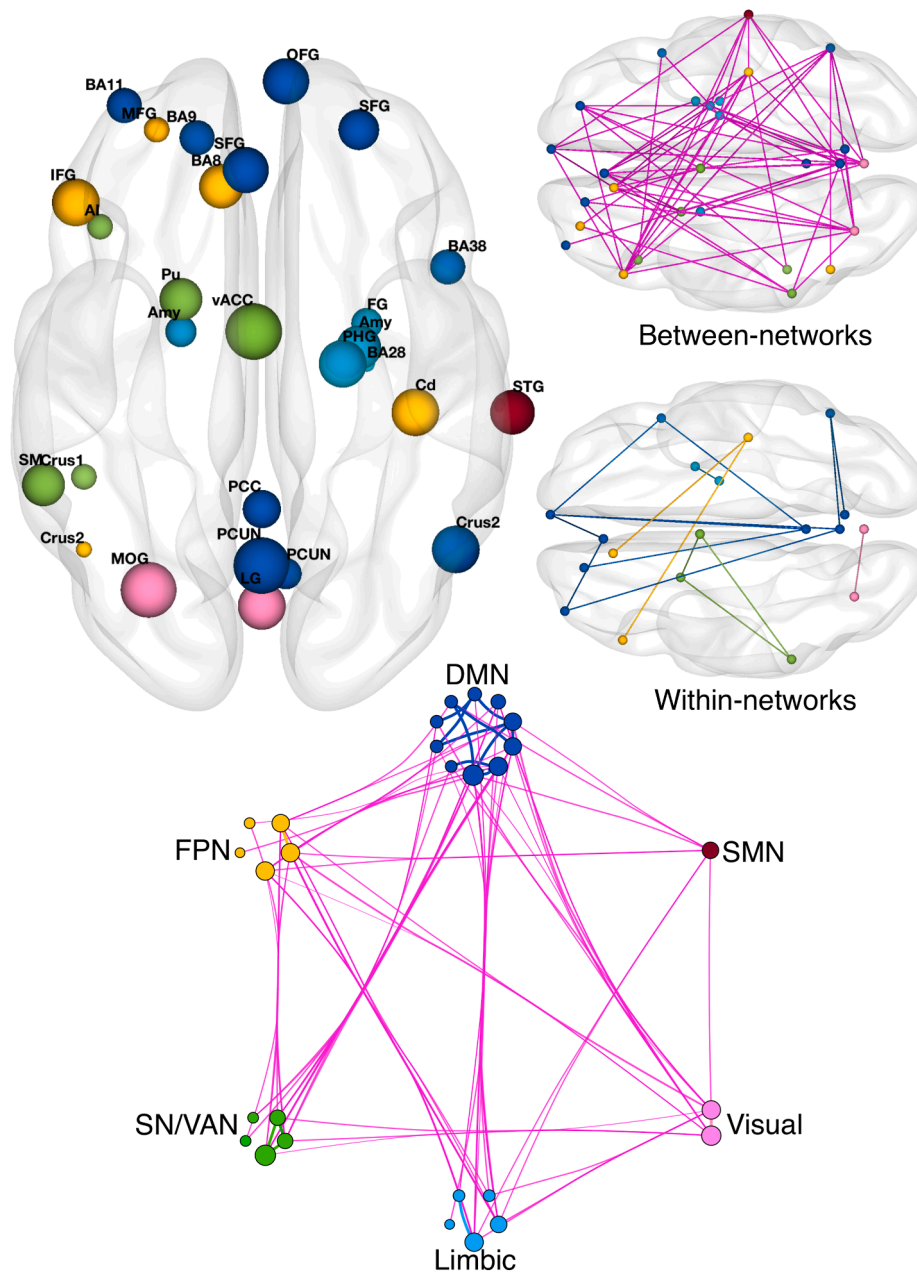 OFG
BA11
MFG
BA9
SFG
SFG
BA8
IFG
AI
BA38
Pu
vACC
FG
Amy
Amy
PHG
BA28
Cd
STG
SM
Crus1
PCC
Crus2
PCUN
Crus2
PCUN
MOG
LG
Between-networks
Within-networks
DMN
FPN
SMN
SN/VAN
Visual
Limbic